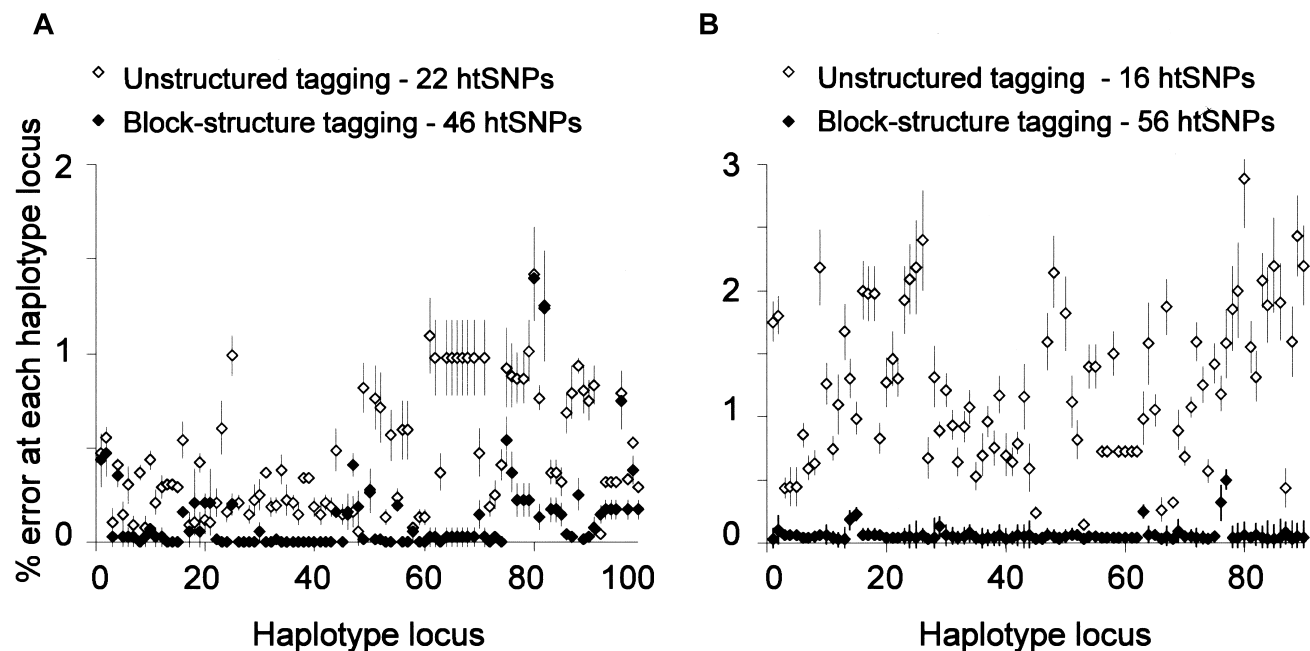 A
Unstructured tagging - 22 htSNPs
Block-structure tagging - 46 htSNPs
% error at each haplotype locus
2
1
0
0 20 40 60 80 100
Haplotype locus
B
Unstructured tagging - 16 htSNPs
Block-structure tagging - 56 htSNPs
3
2
1
0
0 20 40 60 80
Haplotype locus